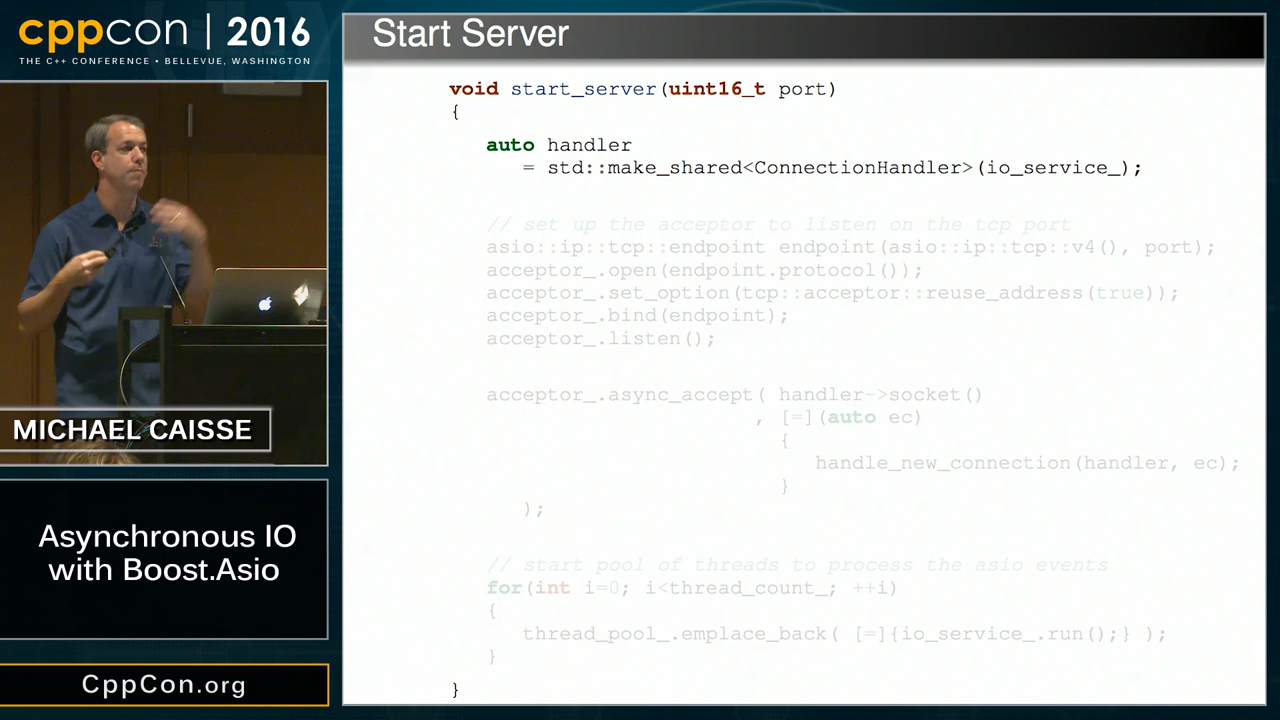 cppcon | 2016
THE C++ CONFERENCE • BELLEVUE, WASHINGTON
MICHAEL CAISSE
Asynchronous IO
with Boost.Asio
CppCon.org
Start Server
void start_server(uint16_t port)
{
auto handler
= std::make_shared<ConnectionHandler>(io_service_);
// set up the acceptor to listen on the tcp port
asio::ip::tcp::endpoint endpoint(asio::ip::tcp::v4(), port);
acceptor_.open(endpoint.protocol());
acceptor_.set_option(tcp::acceptor::reuse_address(true));
acceptor_.bind(endpoint);
acceptor_.listen();
acceptor_.async_accept( handler->socket()
, [=](auto ec)
{
handle_new_connection(handler, ec);
}
);
// start pool of threads to process the asio events
for(int i=0; i<thread_count_; ++i)
{
thread_pool_.emplace_back( [=]{io_service_.run();} );
}
}